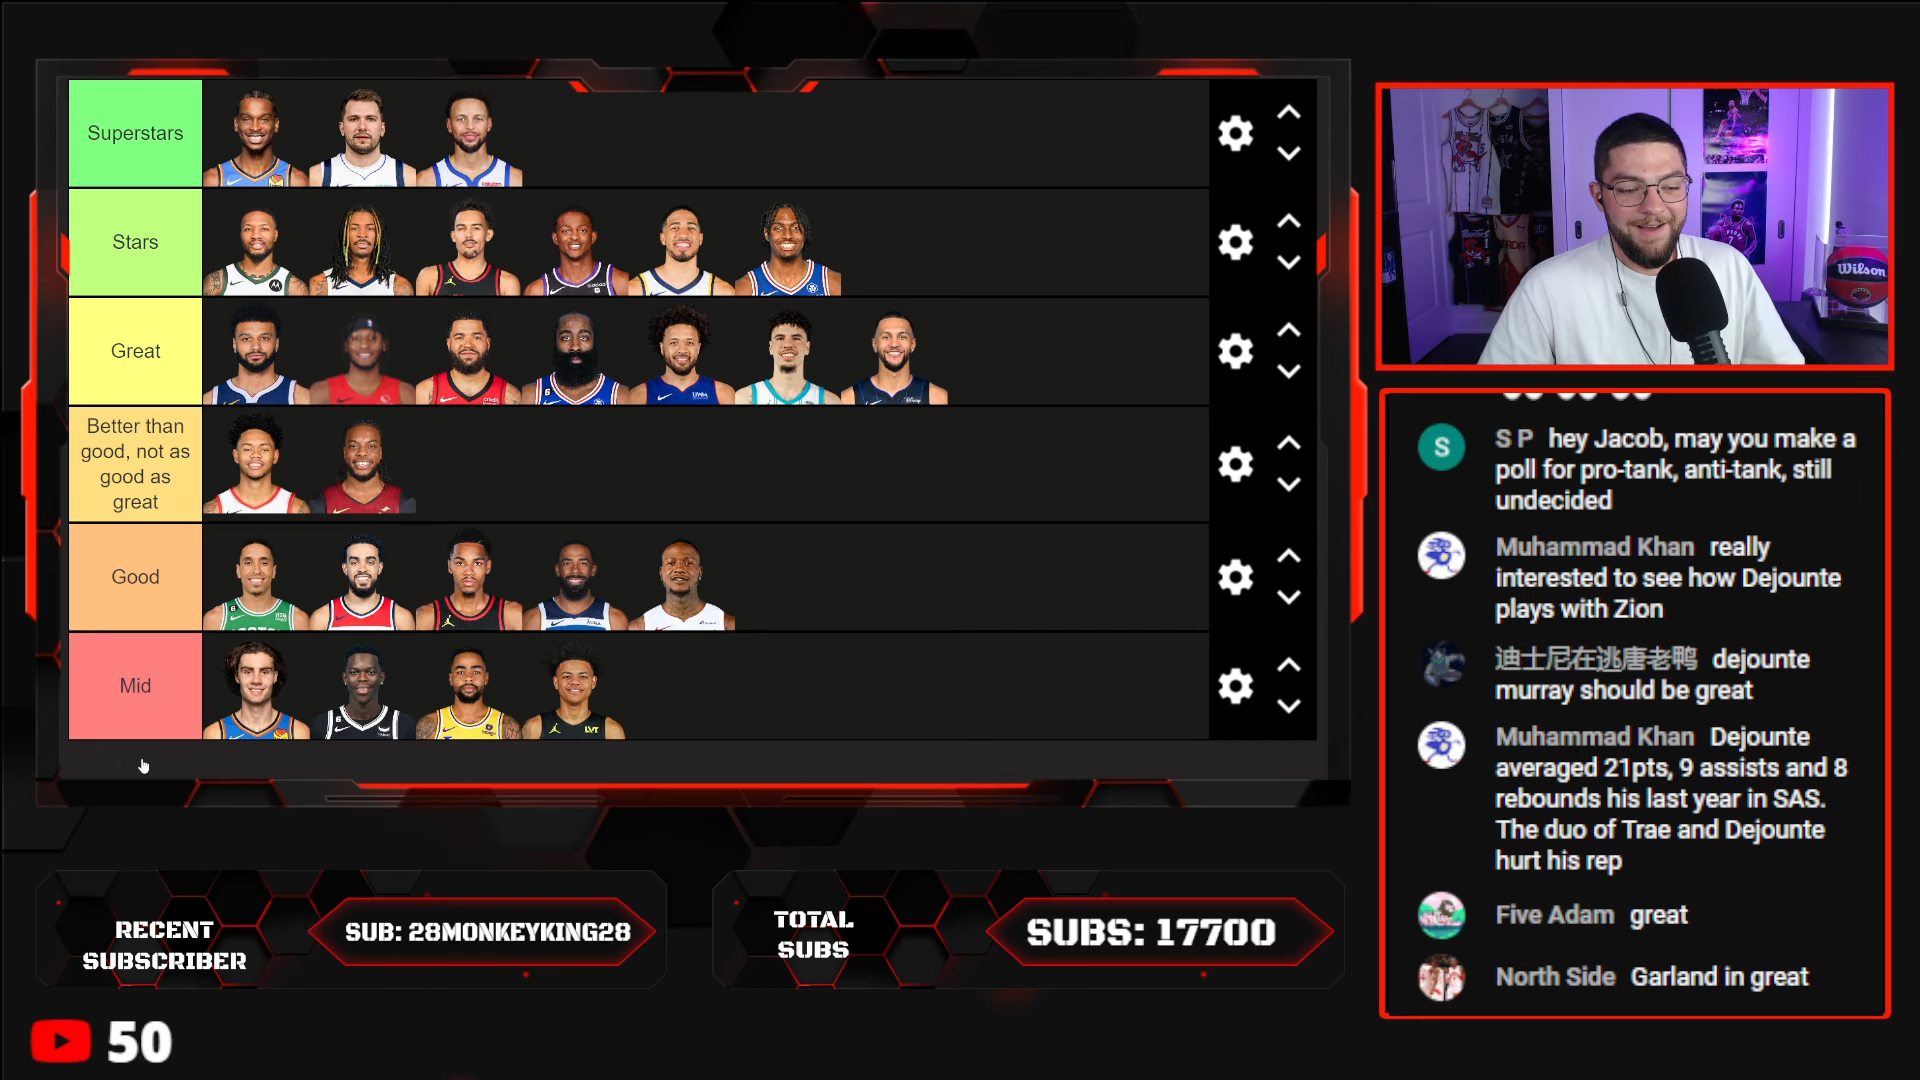 Superstars
Stars
Great
Better than
good, not as
good as
great
Good
Mid
Wilson
S
S P hey Jacob, may you make a
poll for pro-tank, anti-tank, still
undecided
Muhammad Khan really
interested to see how Dejounte
plays with Zion
迪士尼在逃唐老鸭 dejounte
murray should be great
Muhammad Khan Dejounte
averaged 21pts, 9 assists and 8
rebounds his last year in SAS.
The duo of Trae and Dejounte
hurt his rep
Five Adam great
North Side Garland in great
RECENT
SUBSCRIBER
SUB: 28MONKEYKING28
TOTAL
SUBS
SUBS: 17700
50